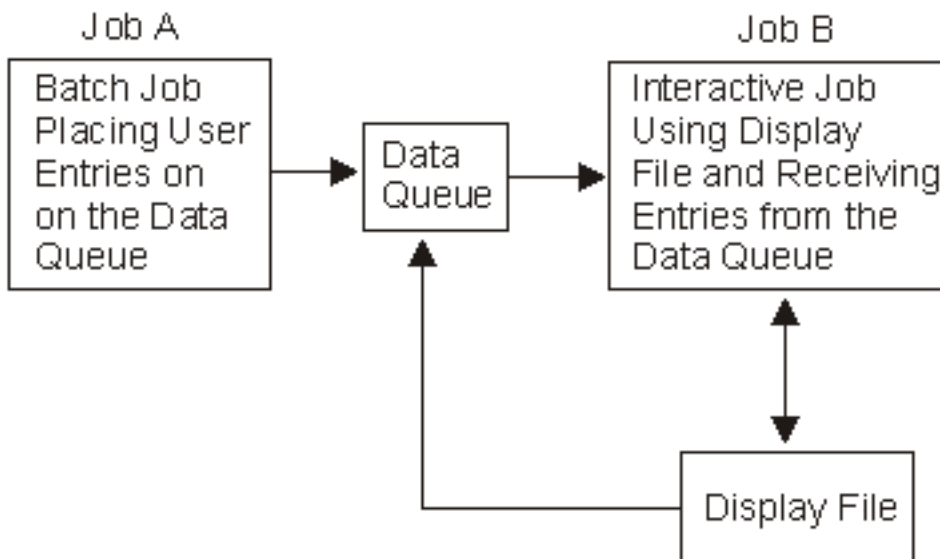 Job A
Batch Job
Placing User
Entries on
on the Data
Queue
Data
Queue
Job B
Interactive Job
Using Display
File and Receiving
Entries from the
Data Queue
Display File